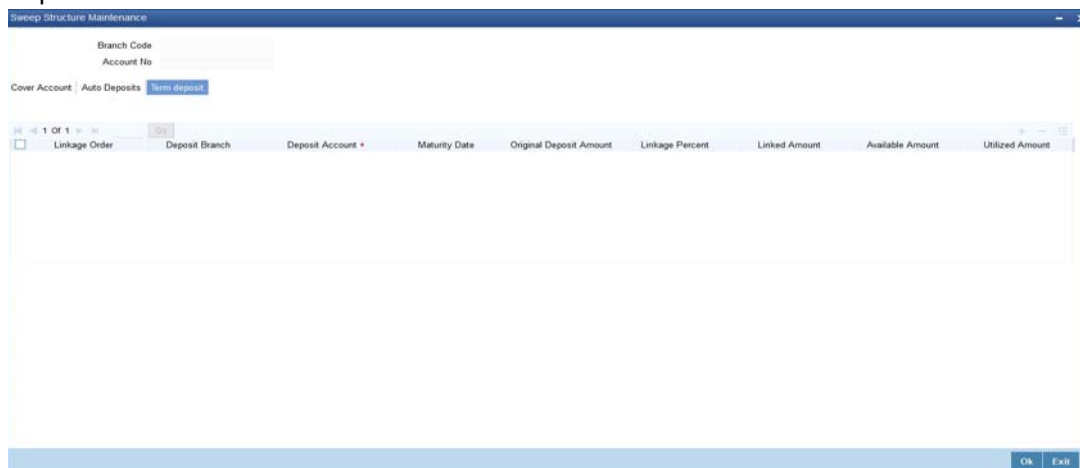 Sweep Structure Maintenance
Branch Code
Account No
Cover Account Auto Deposits Term deposit
1 Of 1 Go
Linkage Order Deposit Branch Deposit Account * Maturity Date Original Deposit Amount Linkage Percent Linked Amount Available Amount Utilized Amount
Ok Exit